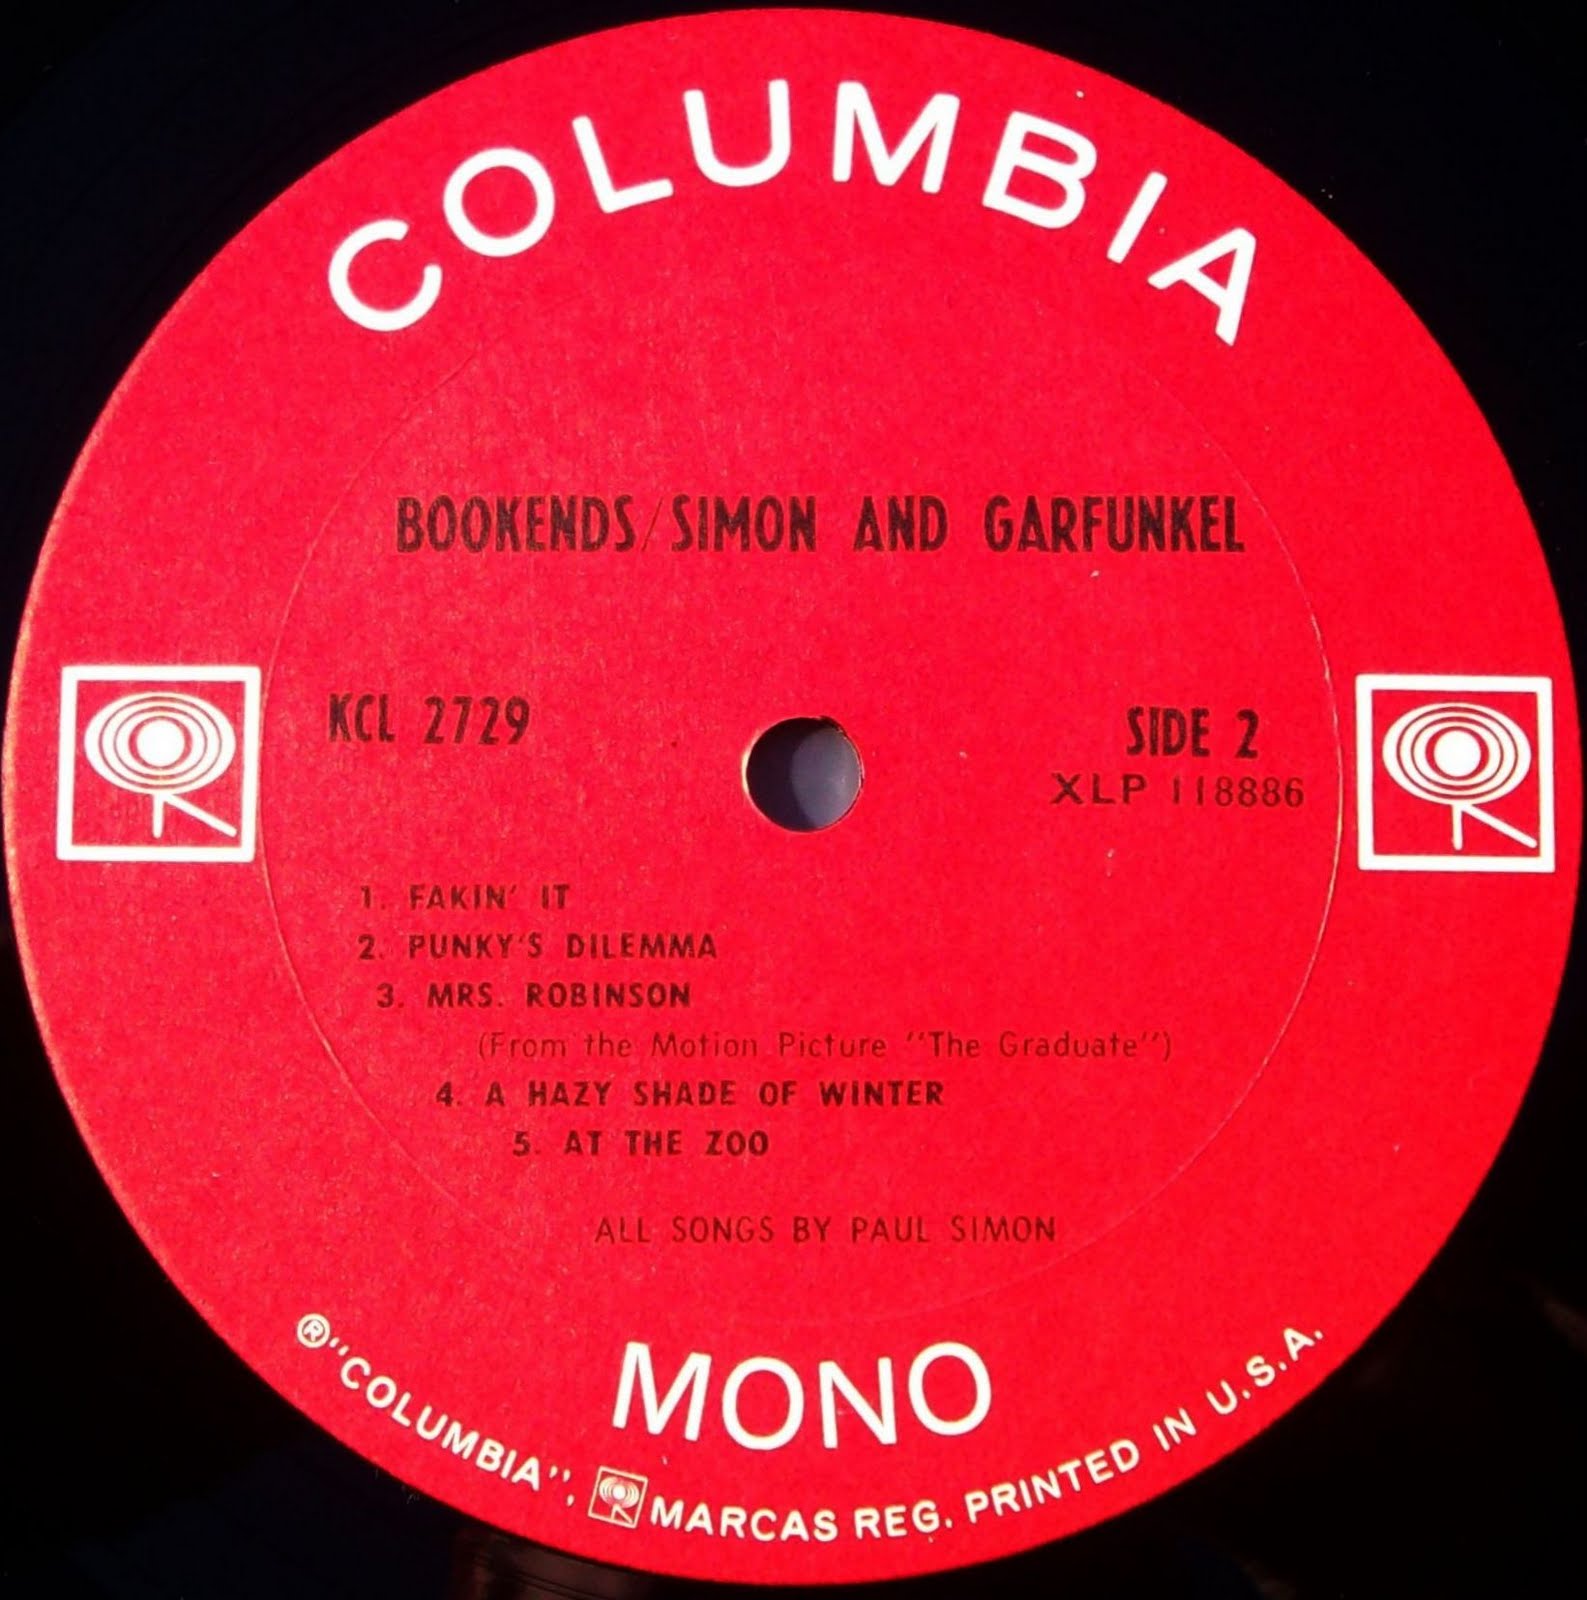 COLUMBIA
BOOKENDS/SIMON AND GARFUNKEL
KCL 2729
SIDE 2
XLP 118886
1. FAKIN' IT
2. PUNKY'S DILEMMA
3. MRS. ROBINSON
(From the Motion Picture "The Graduate")
4. A HAZY SHADE OF WINTER
5. AT THE ZOO
ALL SONGS BY PAUL SIMON
MONO
®"COLUMBIA", MARCAS REG. PRINTED IN U.S.A.